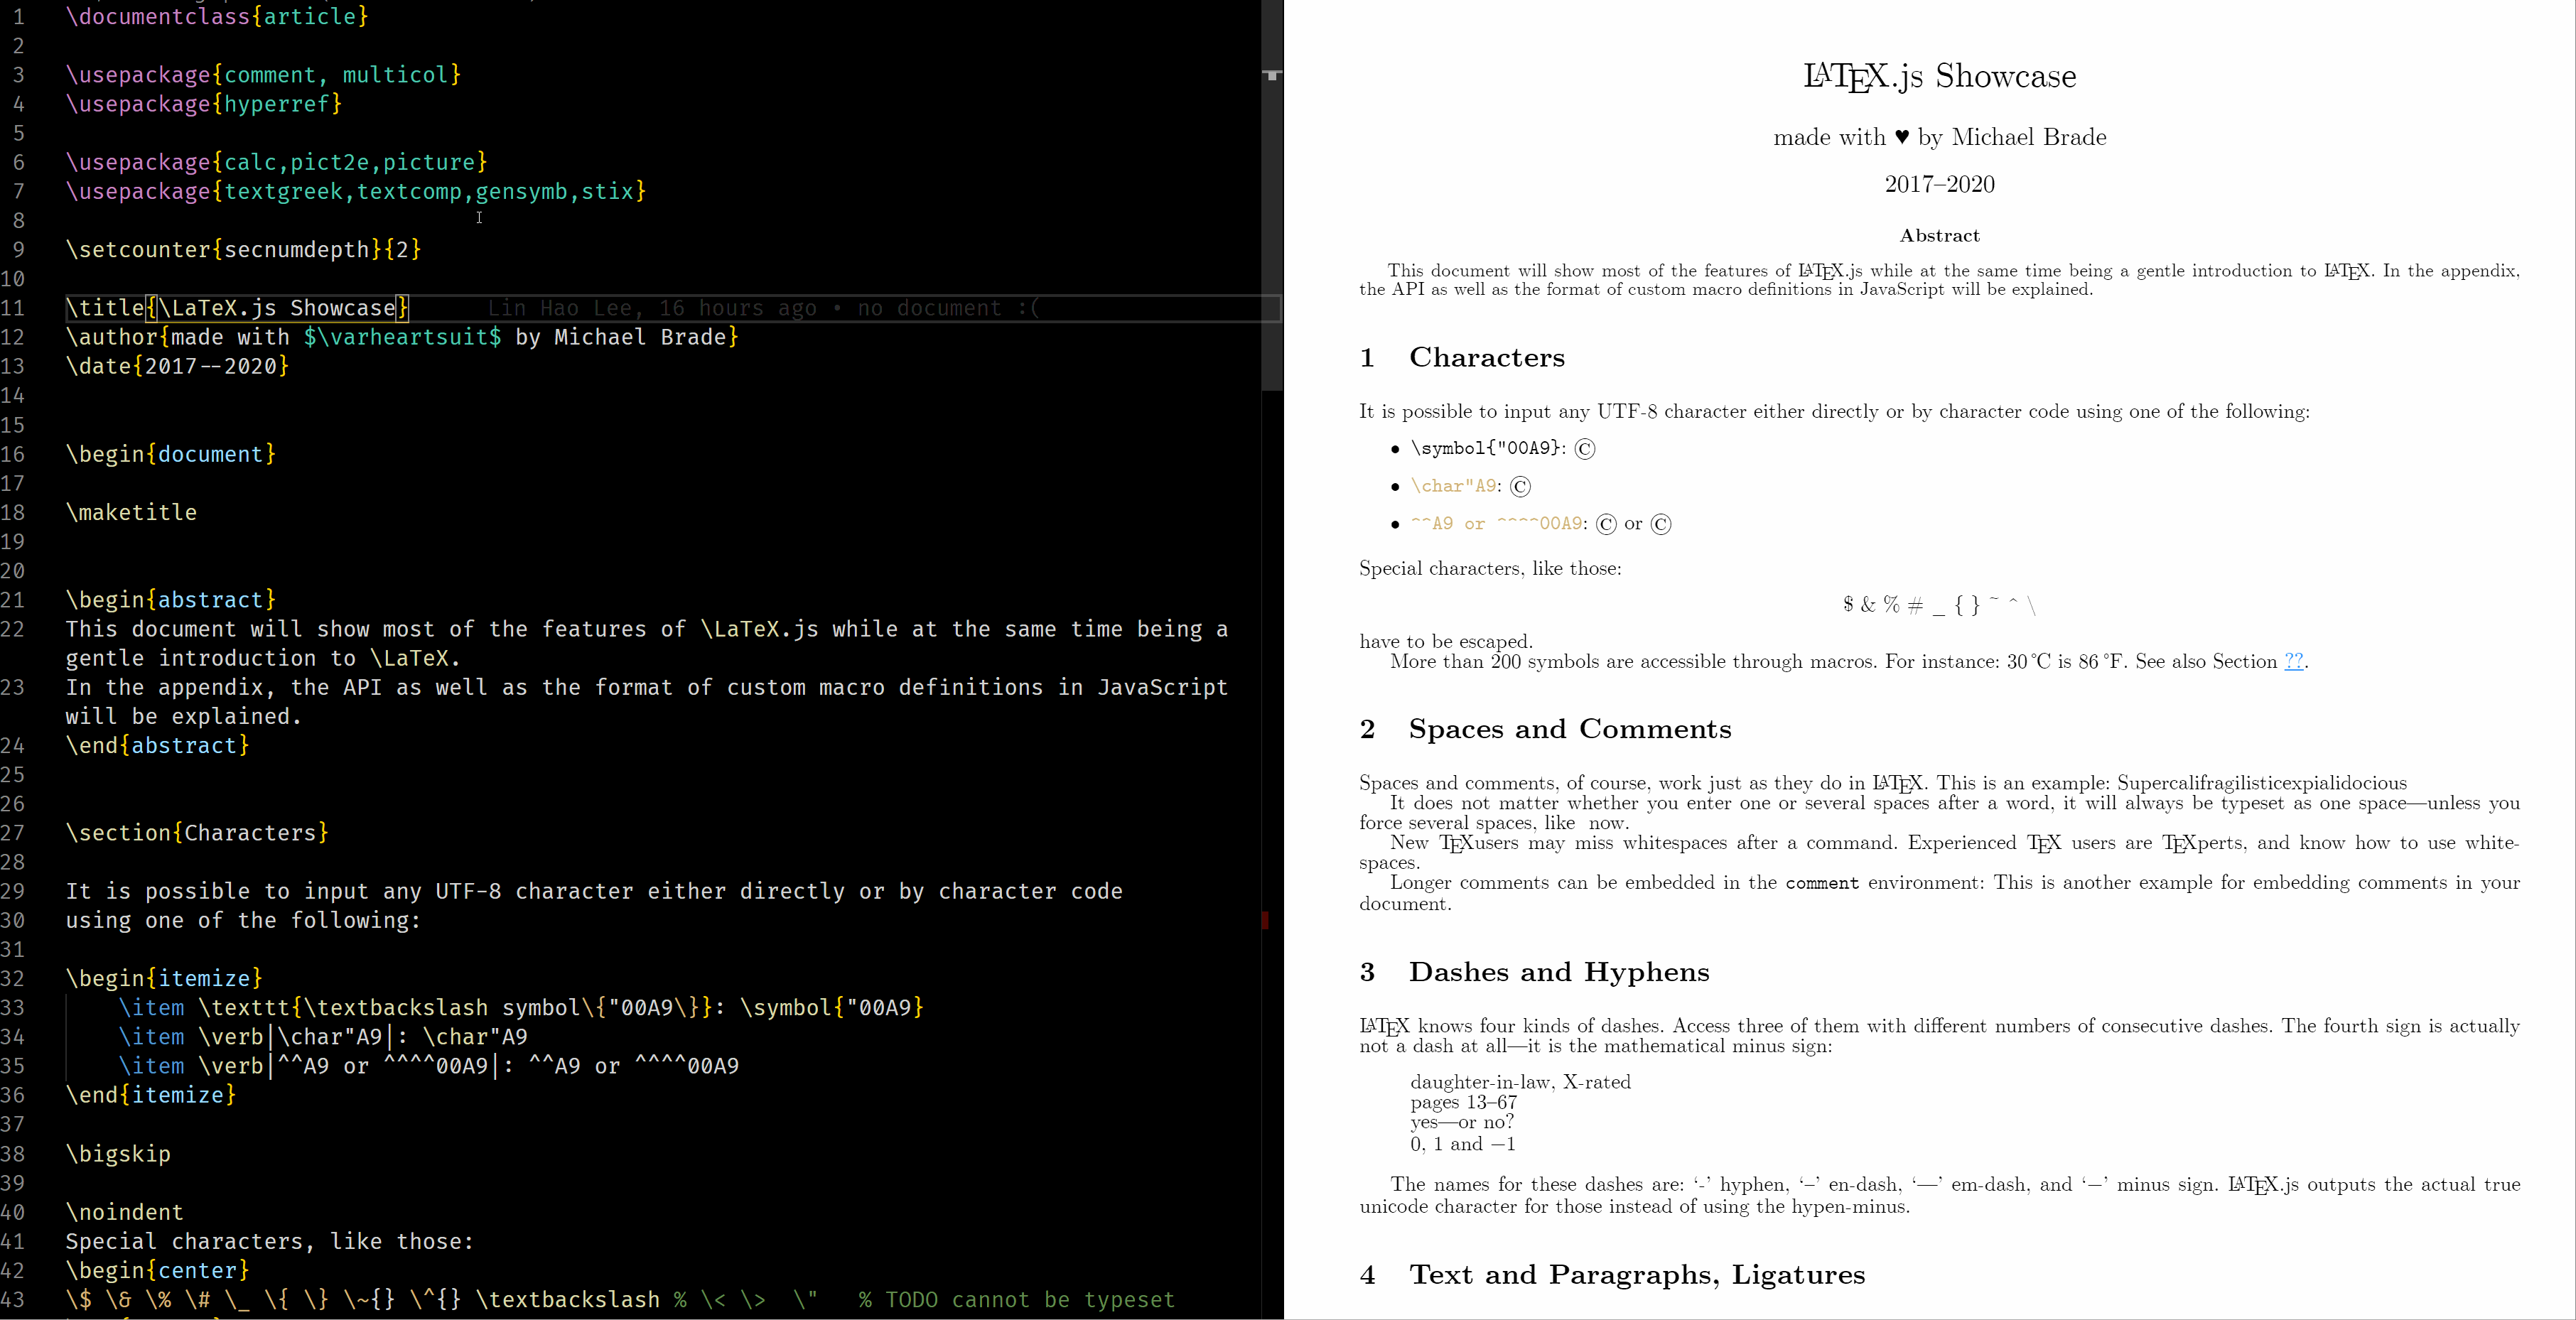 1 \documentclass{article}
2
3 \usepackage{comment, multicol}
4 \usepackage{hyperref}
5
6 \usepackage{calc,pict2e,picture}
7 \usepackage{textgreek,textcomp,gensymb,stix}
8
9 \setcounter{secnumdepth}{2}
10
11 \title{\LaTeX.js Showcase} Lin Hao Lee, 16 hours ago • no document :(
12 \author{made with $\varheartsuit$ by Michael Brade}
13 \date{2017--2020}
14
15
16 \begin{document}
17
18 \maketitle
19
20
21 \begin{abstract}
22 This document will show most of the features of \LaTeX.js while at the same time being a
gentle introduction to \LaTeX.
23 In the appendix, the API as well as the format of custom macro definitions in JavaScript
will be explained.
24 \end{abstract}
25
26
27 \section{Characters}
28
29 It is possible to input any UTF-8 character either directly or by character code
30 using one of the following:
31
32 \begin{itemize}
33 \item \texttt{\textbackslash symbol\{"00A9\}}: \symbol{"00A9}
34 \item \verb|\char"A9|: \char"A9
35 \item \verb|^^A9 or ^^^^00A9|: ^^A9 or ^^^^00A9
36 \end{itemize}
37
38 \bigskip
39
40 \noindent
41 Special characters, like those:
42 \begin{center}
43 \$ \& \% \# \_ \{ \} \~{} \^{} \textbackslash % \< \> \" % TODO cannot be typeset
LATEX.js Showcase
made with ♥ by Michael Brade
2017–2020
Abstract
This document will show most of the features of LATEX.js while at the same time being a gentle introduction to LATEX. In the appendix,
the API as well as the format of custom macro definitions in JavaScript will be explained.
1 Characters
It is possible to input any UTF-8 character either directly or by character code using one of the following:
• \symbol{"00A9}: ©
• \char"A9: ©
• ^^A9 or ^^^^00A9: © or ©
Special characters, like those:
$ & % # _ { } ~ ^ \
have to be escaped.
More than 200 symbols are accessible through macros. For instance: 30 °C is 86 °F. See also Section ??.
2 Spaces and Comments
Spaces and comments, of course, work just as they do in LATEX. This is an example: Supercalifragilisticexpialidocious
It does not matter whether you enter one or several spaces after a word, it will always be typeset as one space—unless you
force several spaces, like  now.
New TEXusers may miss whitespaces after a command. Experienced TEX users are TEXperts, and know how to use white-
spaces.
Longer comments can be embedded in the comment environment: This is another example for embedding comments in your
document.
3 Dashes and Hyphens
LATEX knows four kinds of dashes. Access three of them with different numbers of consecutive dashes. The fourth sign is actually
not a dash at all—it is the mathematical minus sign:
daughter-in-law, X-rated
pages 13–67
yes—or no?
0, 1 and −1
The names for these dashes are: ‘-’ hyphen, ‘–’ en-dash, ‘—’ em-dash, and ‘−’ minus sign. LATEX.js outputs the actual true
unicode character for those instead of using the hypen-minus.
4 Text and Paragraphs, Ligatures